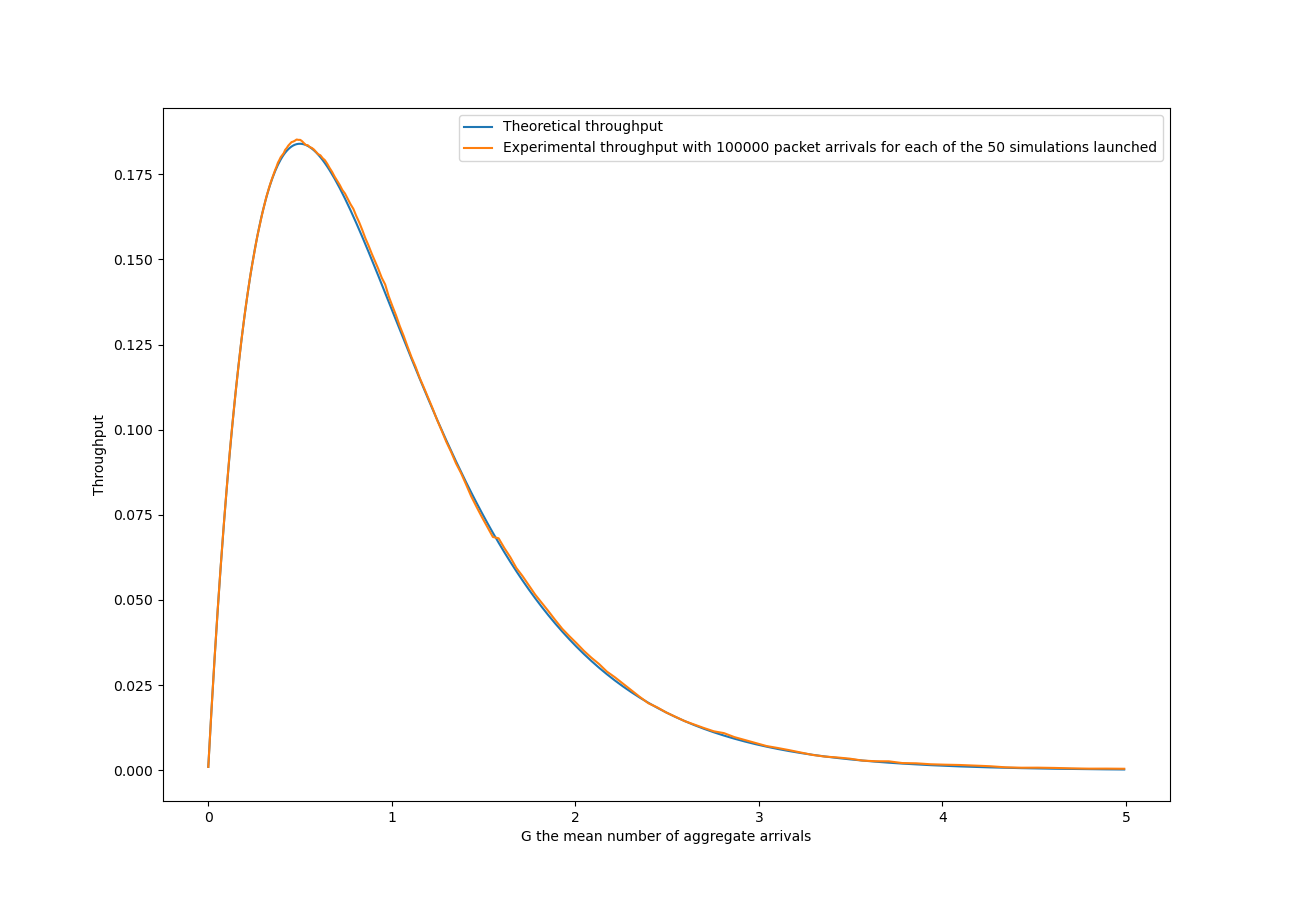 Theoretical throughput
Experimental throughput with 100000 packet arrivals for each of the 50 simulations launched
0.175
0.150
0.125
0.100
0.075
0.050
0.025
0.000
Throughput
0 1 2 3 4 5
G the mean number of aggregate arrivals